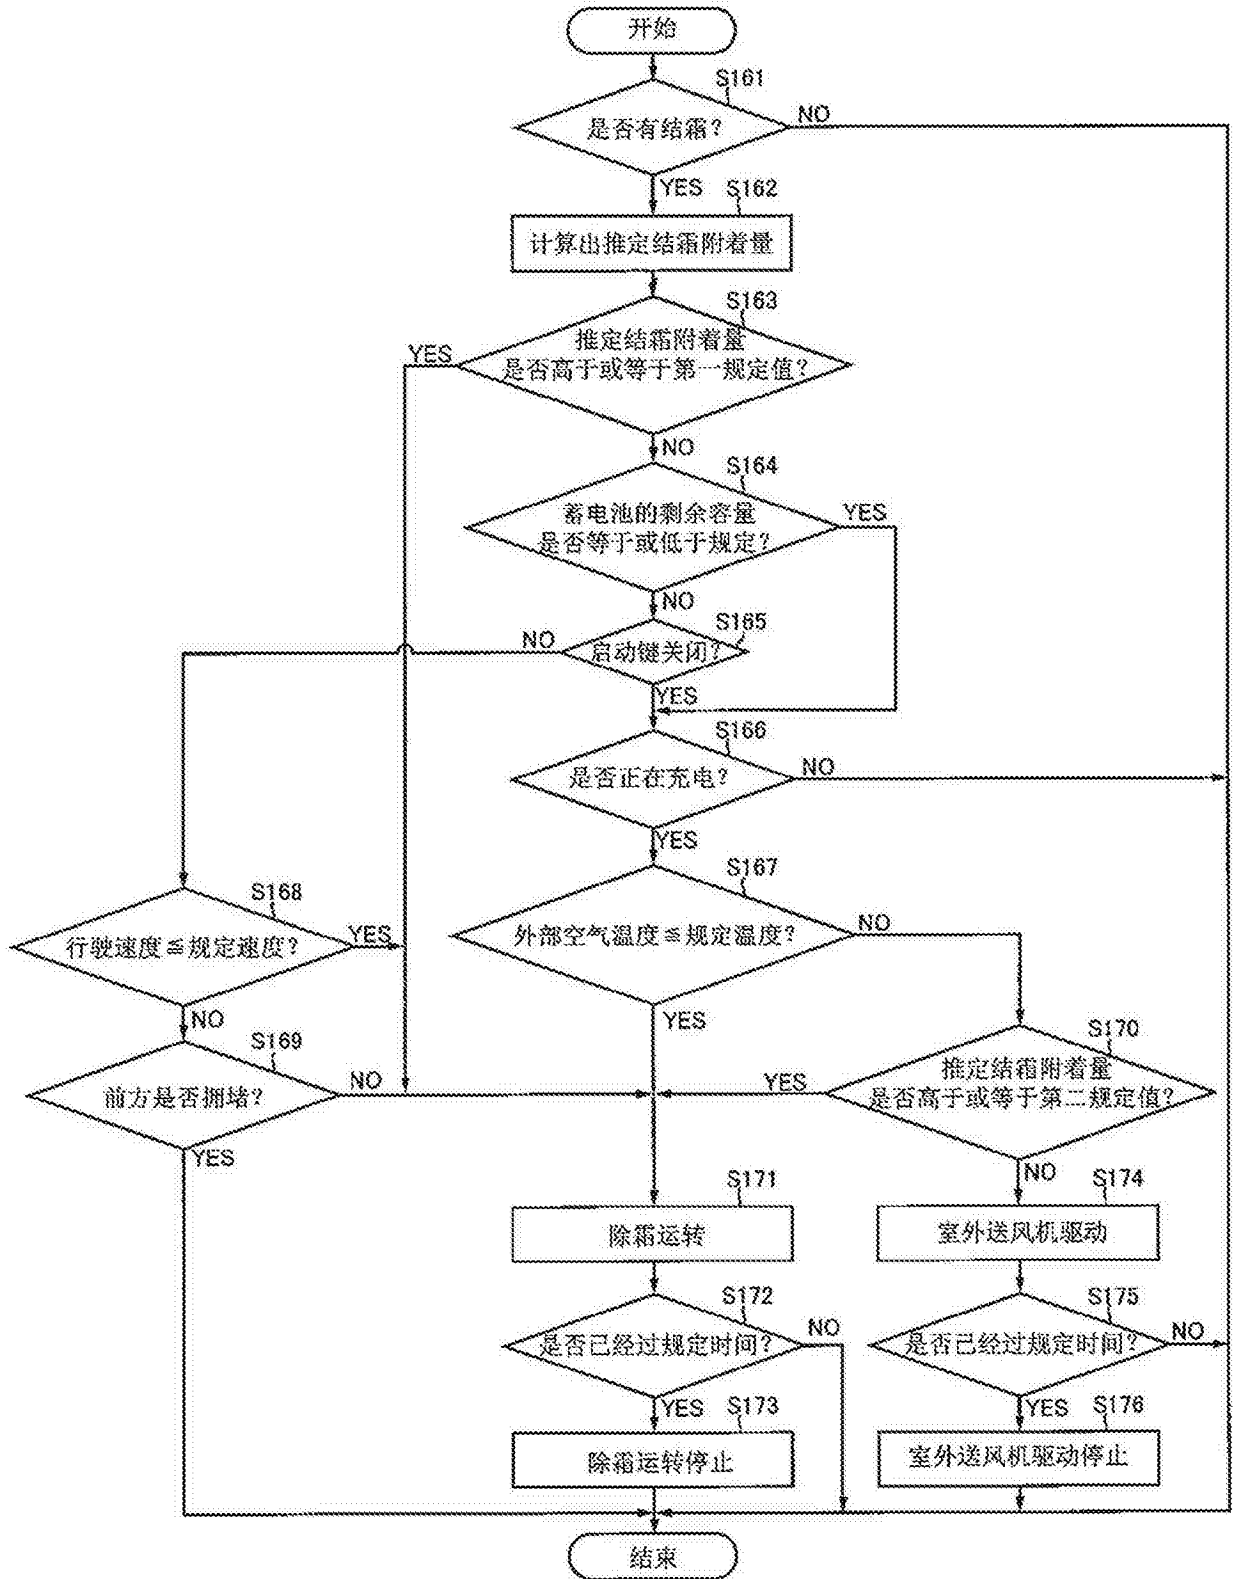 开始
S161
是否有结霜?
NO
YES
S162
计算出推定结霜附着量
S163
推定结霜附着量
是否高于或等于第一规定值?
YES
NO
S164
蓄电池的剩余容量
是否等于或低于规定?
YES
NO
S165
启动键关闭?
NO
YES
S166
是否正在充电?
NO
YES
S167
外部空气温度≦规定温度?
NO
YES
S168
行驶速度≦规定速度?
YES
NO
S169
前方是否拥堵?
NO
YES
S170
推定结霜附着量
是否高于或等于第二规定值?
YES
NO
S171
除霜运转
S174
室外送风机驱动
S172
是否已经过规定时间?
NO
YES
S175
是否已经过规定时间?
NO
YES
S173
除霜运转停止
S176
室外送风机驱动停止
结束